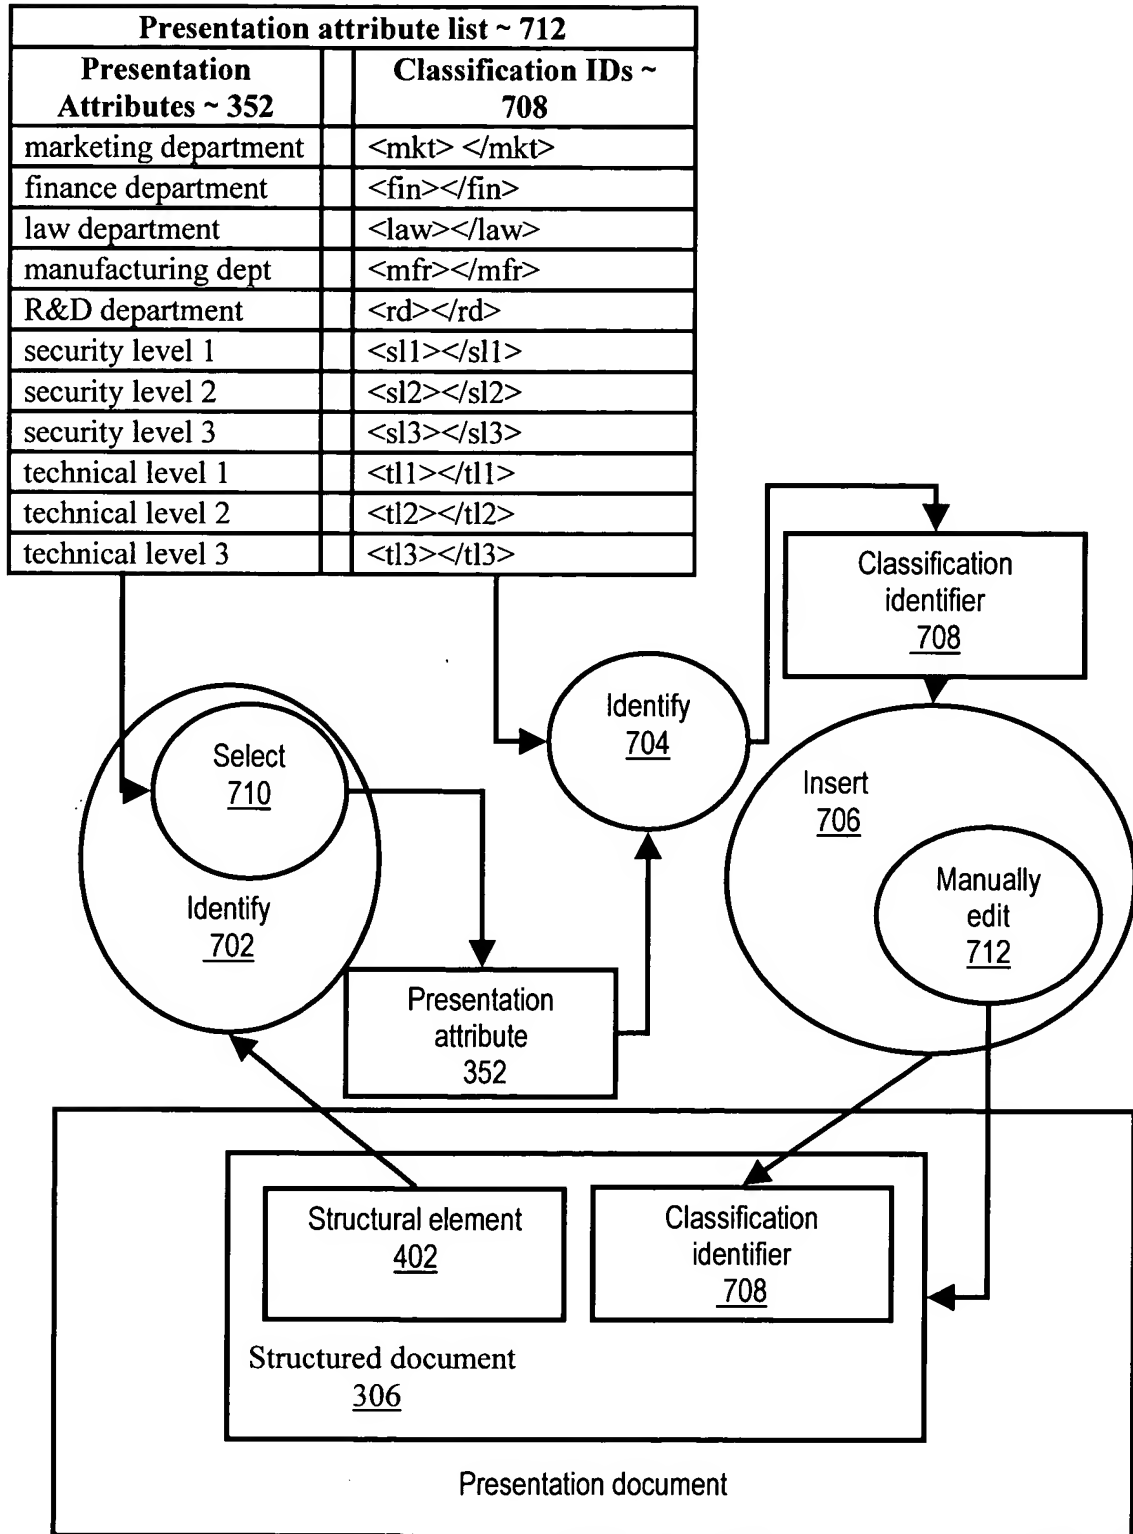 Presentation attribute list ~ 712
Presentation Attributes ~ 352
Classification IDs ~ 708
marketing department <mkt> </mkt>
finance department <fin></fin>
law department <law></law>
manufacturing dept <mfr></mfr>
R&D department <rd></rd>
security level 1 <sl1></sl1>
security level 2 <sl2></sl2>
security level 3 <sl3></sl3>
technical level 1 <tl1></tl1>
technical level 2 <tl2></tl2>
technical level 3 <tl3></tl3>
Classification
identifier
708
Identify
704
Select
710
Insert
706
Manually
edit
712
Identify
702
Presentation
attribute
352
Structural element
402
Classification
identifier
708
Structured document
306
Presentation document